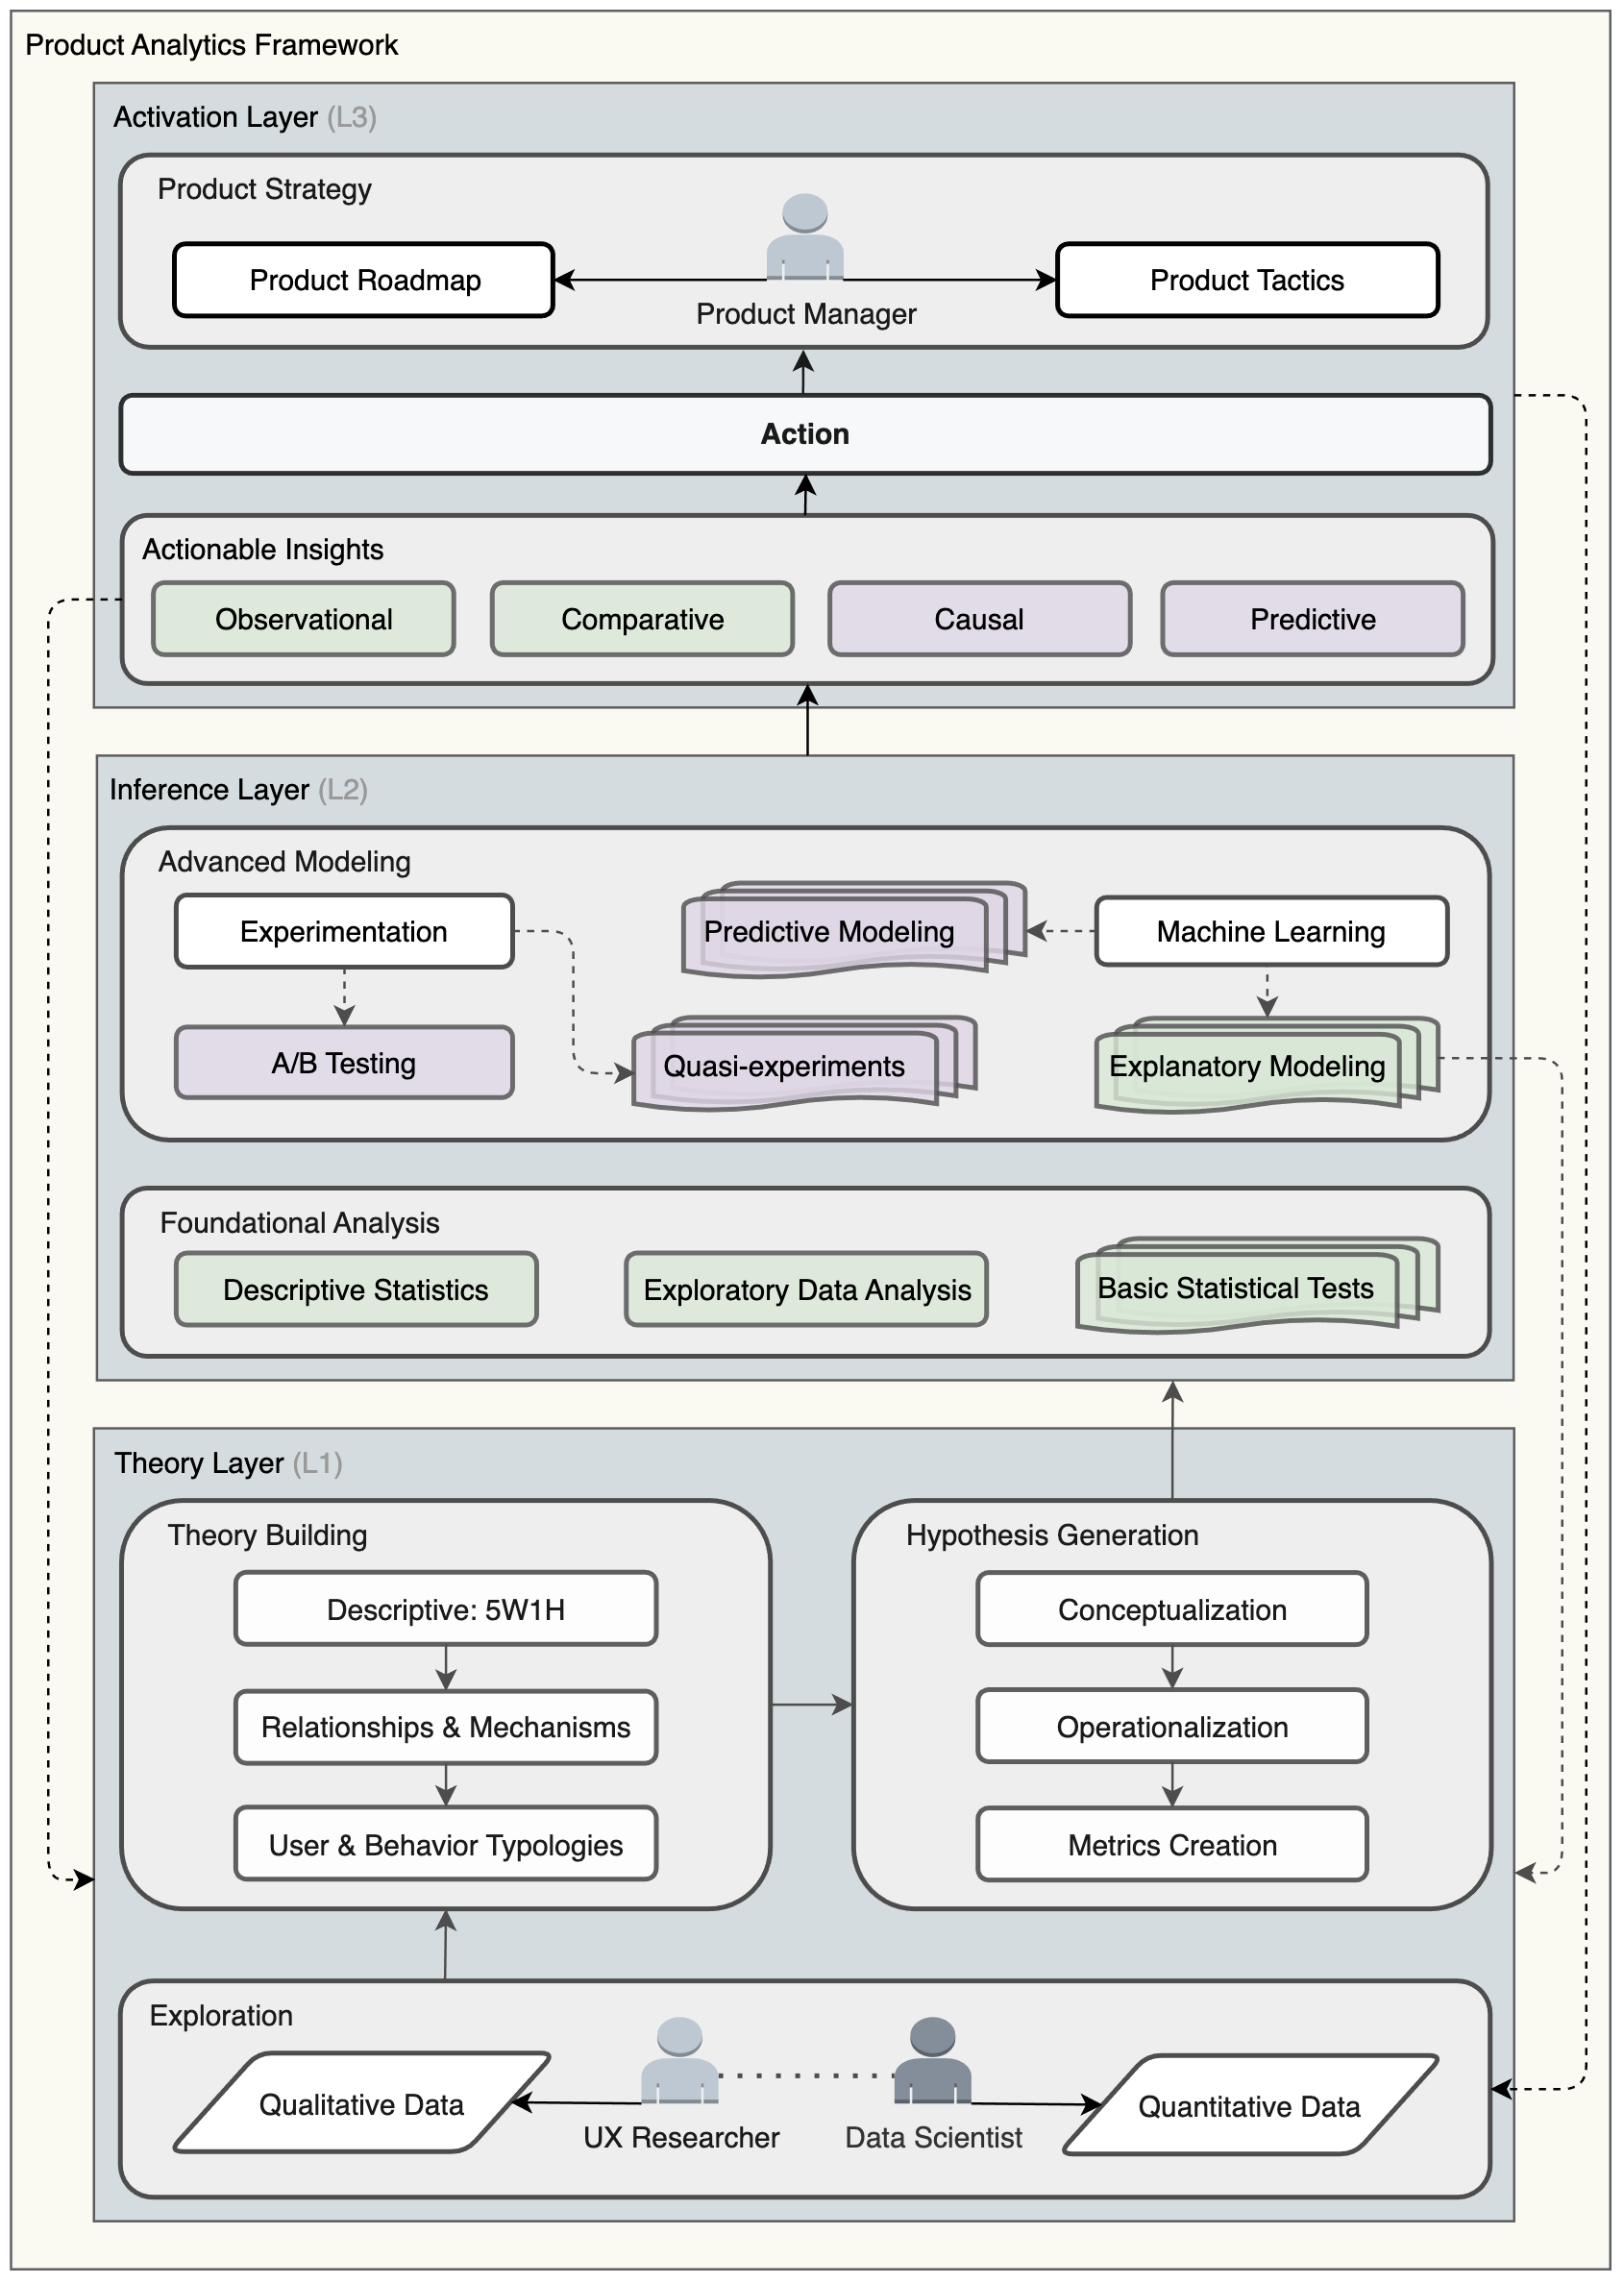 Product Analytics Framework
Activation Layer (L3)
Product Strategy
Product Roadmap
Product Manager
Product Tactics
Action
Actionable Insights
Observational
Comparative
Causal
Predictive
Inference Layer (L2)
Advanced Modeling
Experimentation
Predictive Modeling
Machine Learning
A/B Testing
Quasi-experiments
Explanatory Modeling
Foundational Analysis
Descriptive Statistics
Exploratory Data Analysis
Basic Statistical Tests
Theory Layer (L1)
Theory Building
Descriptive: 5W1H
Relationships & Mechanisms
User & Behavior Typologies
Hypothesis Generation
Conceptualization
Operationalization
Metrics Creation
Exploration
Qualitative Data
UX Researcher
Data Scientist
Quantitative Data